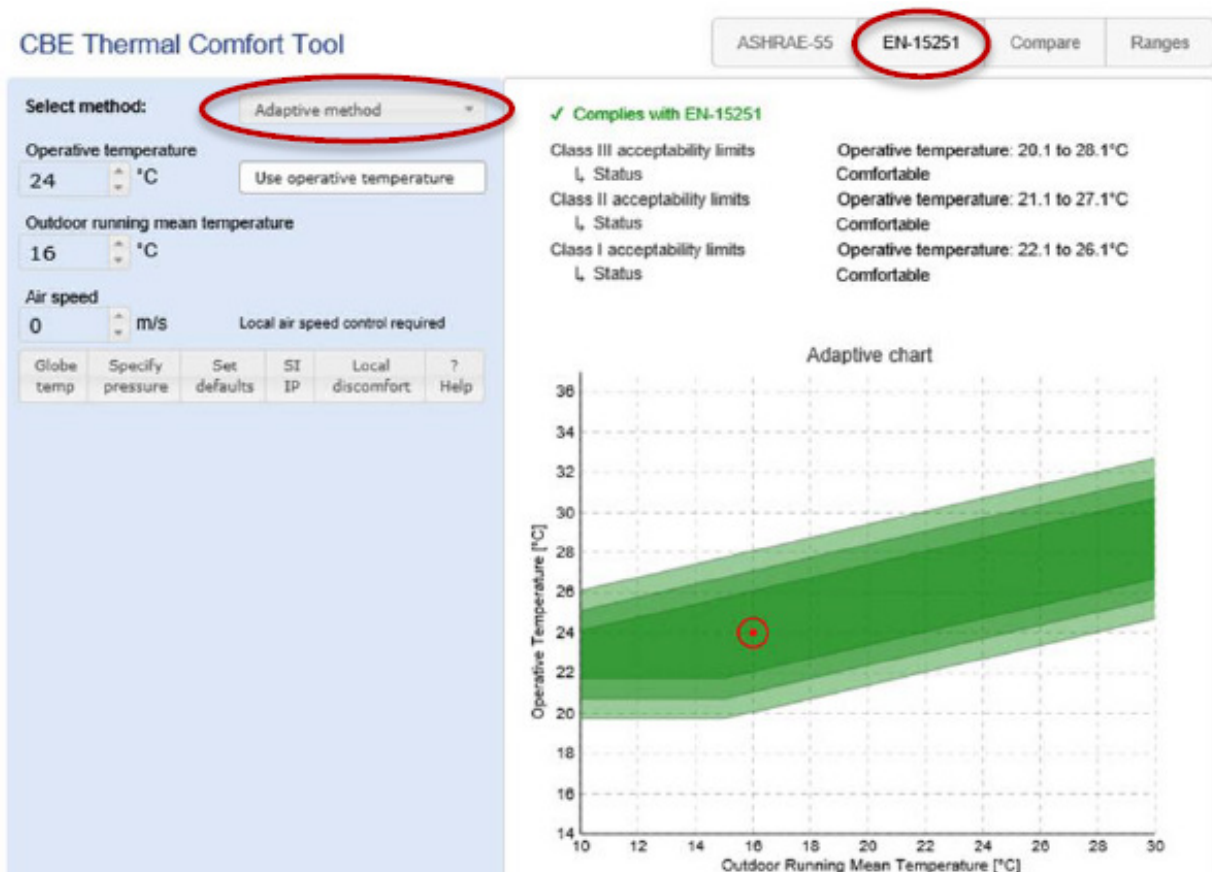 CBE Thermal Comfort Tool
ASHRAE-55 EN-15251 Compare Ranges
Select method: Adaptive method
Operative temperature
24 °C Use operative temperature
Outdoor running mean temperature
16 °C
Air speed
0 m/s Local air speed control required
Globe temp Specify pressure Set defaults SI IP Local discomfort ? Help
✓ Complies with EN-15251
Class III acceptability limits Operative temperature: 20.1 to 28.1°C
↳ Status Comfortable
Class II acceptability limits Operative temperature: 21.1 to 27.1°C
↳ Status Comfortable
Class I acceptability limits Operative temperature: 22.1 to 26.1°C
↳ Status Comfortable
Adaptive chart
Operative Temperature [°C]
36
34
32
30
28
26
24
22
20
18
16
14
10 12 14 16 18 20 22 24 26 28 30
Outdoor Running Mean Temperature [°C]